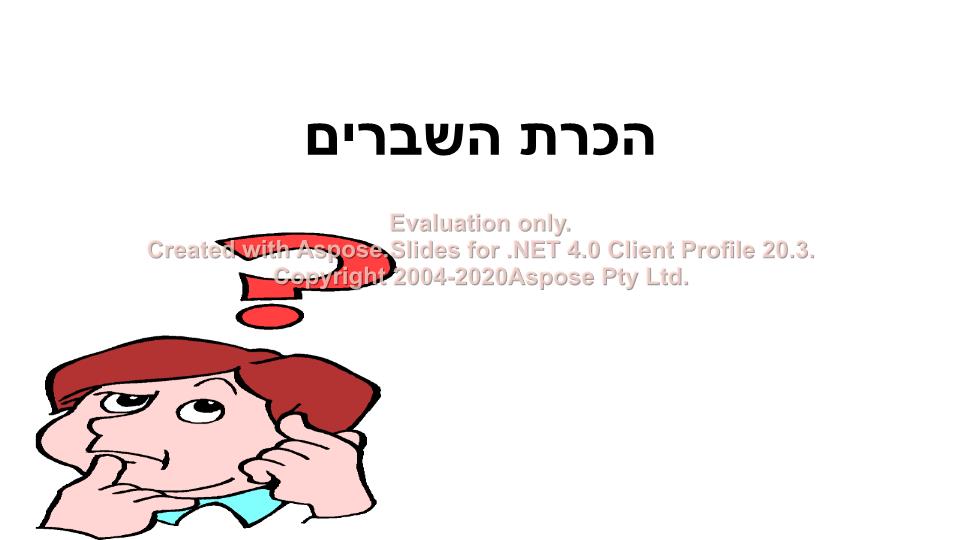 הכרת השברים
Evaluation only.
Created with Aspose.Slides for .NET 4.0 Client Profile 20.3.
Copyright 2004-2020Aspose Pty Ltd.